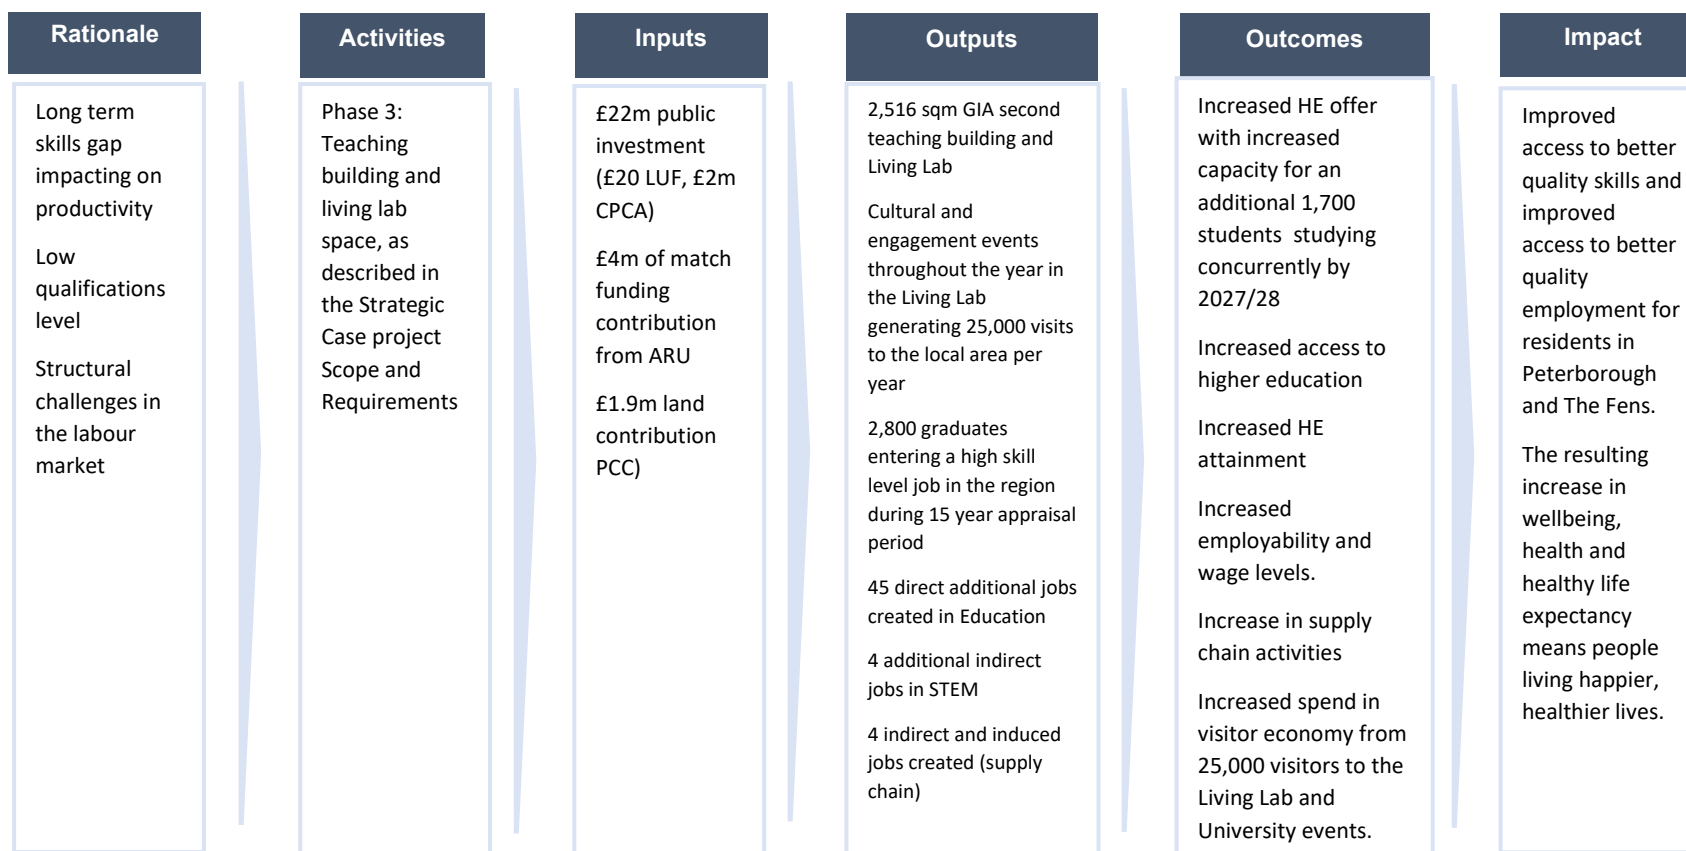 Rationale
Long term
skills gap
impacting on
productivity
Low
qualifications
level
Structural
challenges in
the labour
market
Activities
Phase 3:
Teaching
building and
living lab
space, as
described in
the Strategic
Case project
Scope and
Requirements
Inputs
£22m public
investment
(£20 LUF, £2m
CPCA)
£4m of match
funding
contribution
from ARU
£1.9m land
contribution
PCC)
Outputs
2,516 sqm GIA second
teaching building and
Living Lab
Cultural and
engagement events
throughout the year in
the Living Lab
generating 25,000 visits
to the local area per
year
2,800 graduates
entering a high skill
level job in the region
during 15 year appraisal
period
45 direct additional jobs
created in Education
4 additional indirect
jobs in STEM
4 indirect and induced
jobs created (supply
chain)
Outcomes
Increased HE offer
with increased
capacity for an
additional 1,700
students studying
concurrently by
2027/28
Increased access to
higher education
Increased HE
attainment
Increased
employability and
wage levels.
Increase in supply
chain activities
Increased spend in
visitor economy from
25,000 visitors to the
Living Lab and
University events.
Impact
Improved
access to better
quality skills and
improved
access to better
quality
employment for
residents in
Peterborough
and The Fens.
The resulting
increase in
wellbeing,
health and
healthy life
expectancy
means people
living happier,
healthier lives.